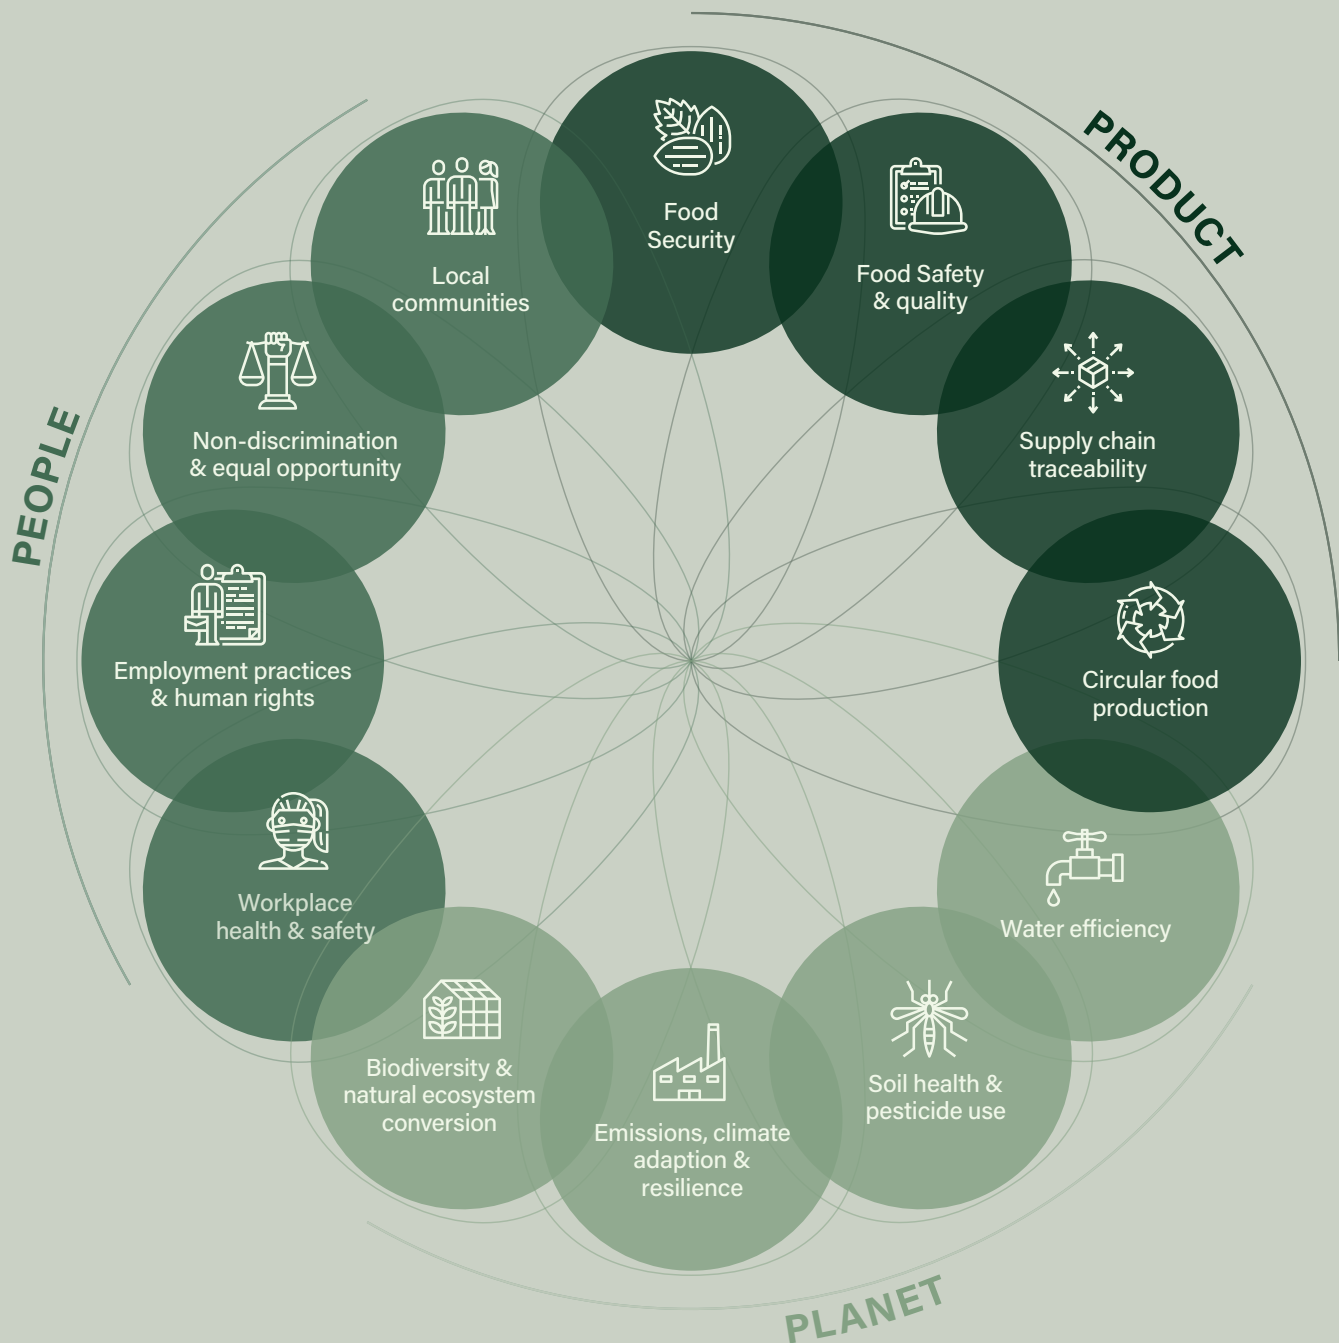 PRODUCT
Food
Security
Food Safety
& quality
Supply chain
traceability
Circular food
production
PLANET
Water efficiency
Soil health &
pesticide use
Emissions, climate
adaption &
resilience
Biodiversity &
natural ecosystem
conversion
PEOPLE
Workplace
health & safety
Employment practices
& human rights
Non-discrimination
& equal opportunity
Local
communities